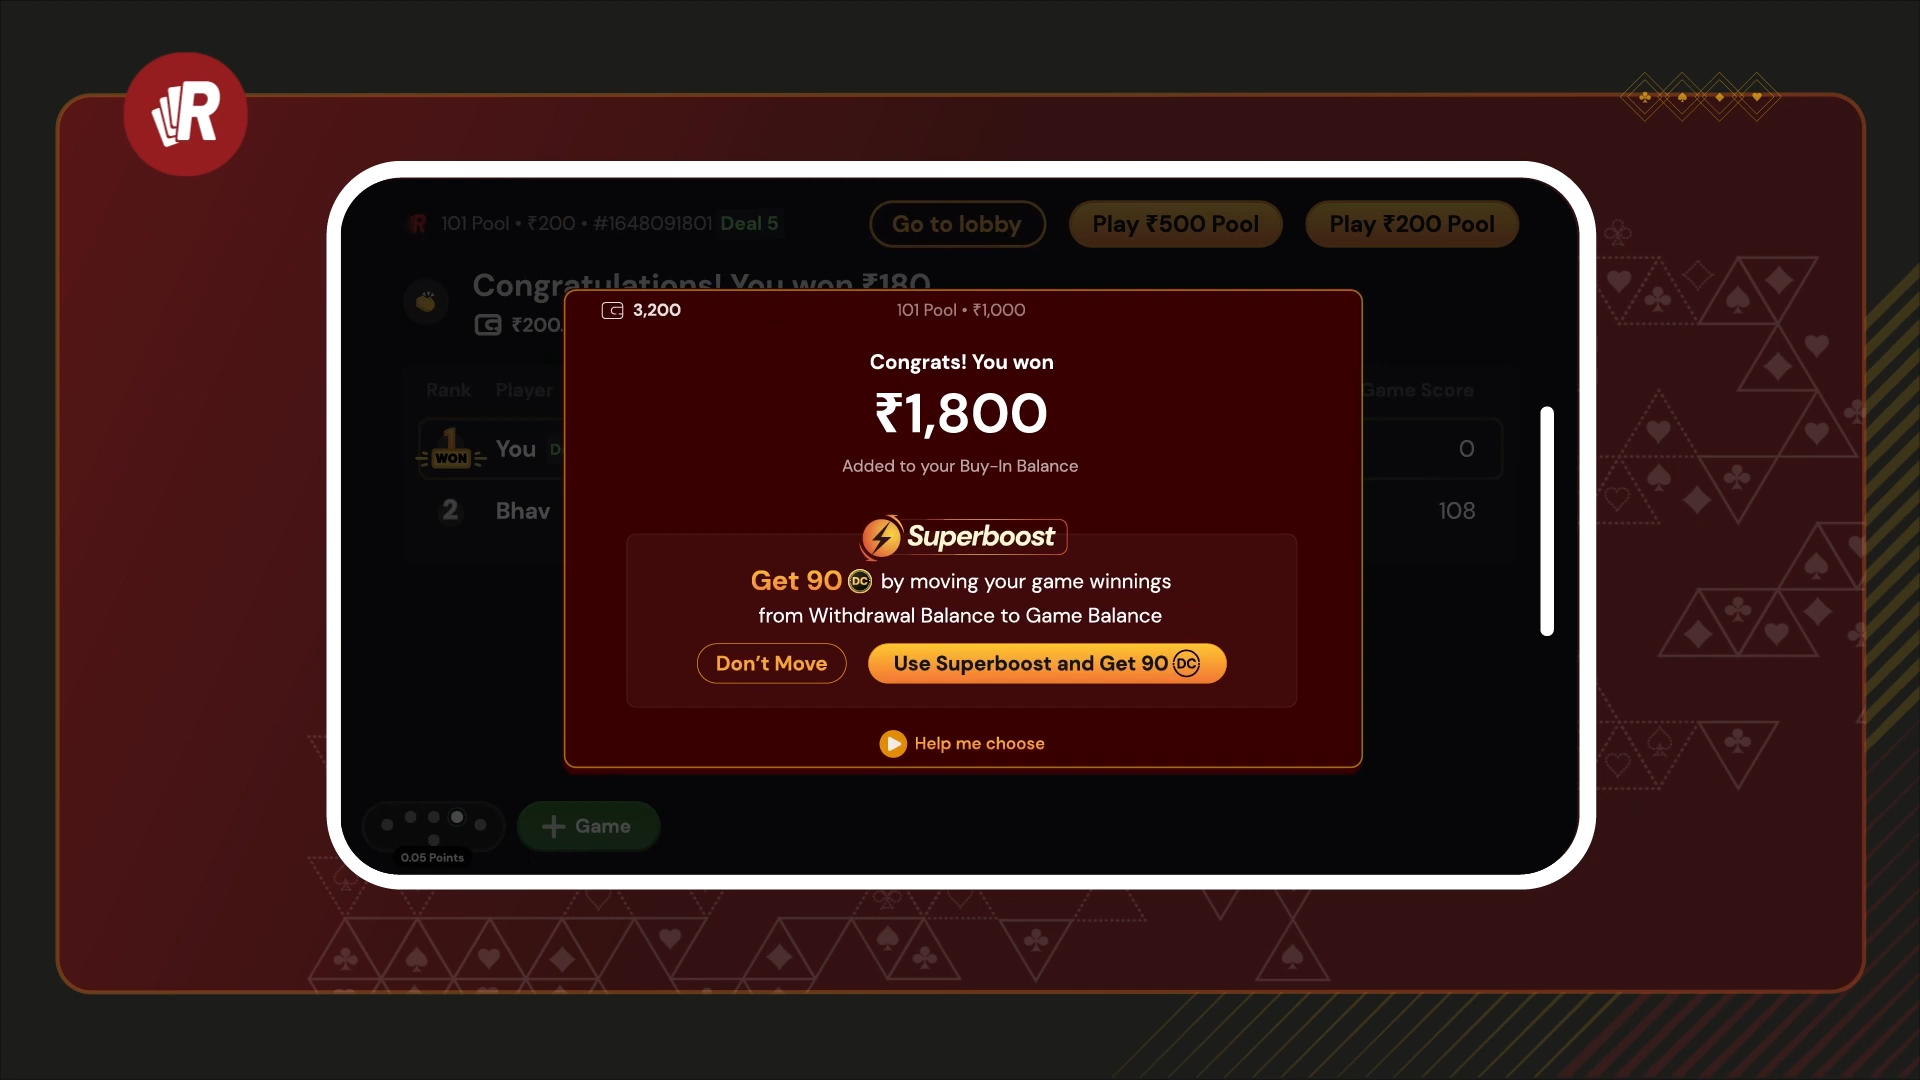 R
101 Pool • ₹200 • #1648091801 Deal 5
Go to lobby
Play ₹500 Pool
Play ₹200 Pool
Congratulations! You won ₹180
₹200.
3,200
101 Pool • ₹1,000
Congrats! You won
₹1,800
Added to your Buy-In Balance
Rank Player Game Score
1 WON You D 0
2 Bhav 108
Superboost
Get 90 DC by moving your game winnings
from Withdrawal Balance to Game Balance
Don't Move
Use Superboost and Get 90 DC
Help me choose
+ Game
0.05 Points